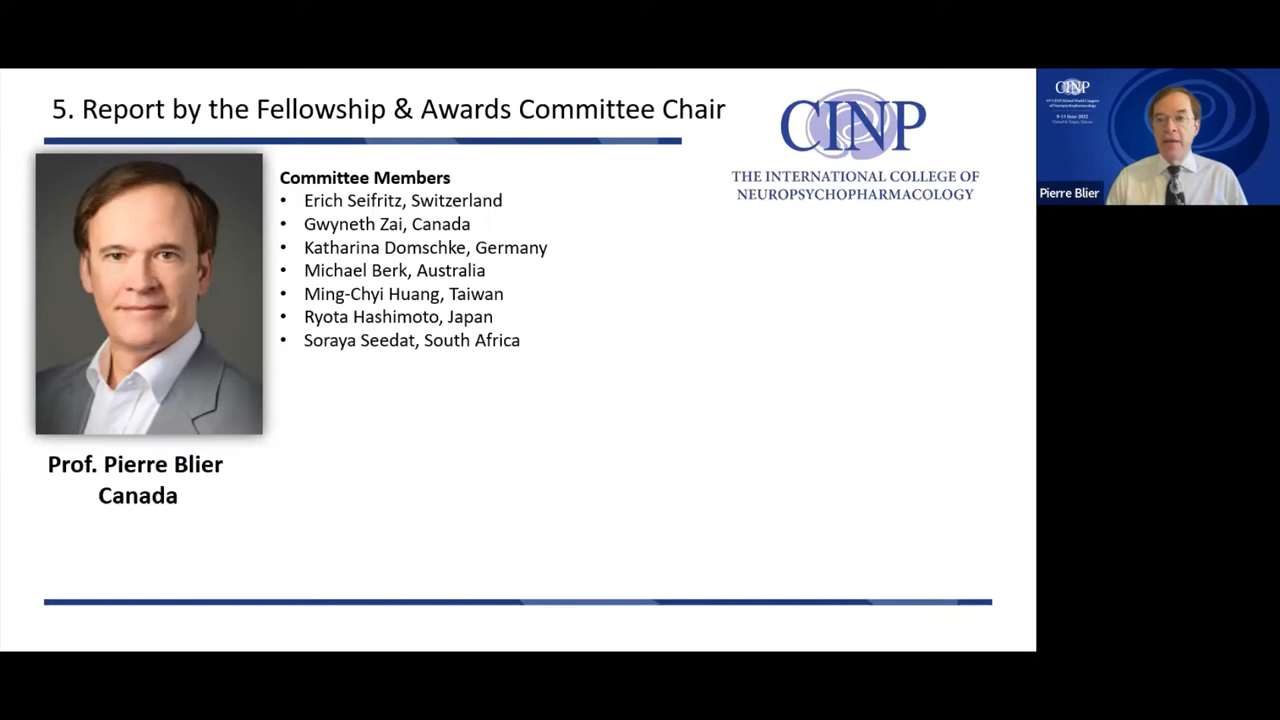 5. Report by the Fellowship & Awards Committee Chair
CINP
THE INTERNATIONAL COLLEGE OF
NEUROPSYCHOPHARMACOLOGY
Committee Members
• Erich Seifritz, Switzerland
• Gwyneth Zai, Canada
• Katharina Domschke, Germany
• Michael Berk, Australia
• Ming-Chyi Huang, Taiwan
• Ryota Hashimoto, Japan
• Soraya Seedat, South Africa
Prof. Pierre Blier
Canada
CINP
Pierre Blier